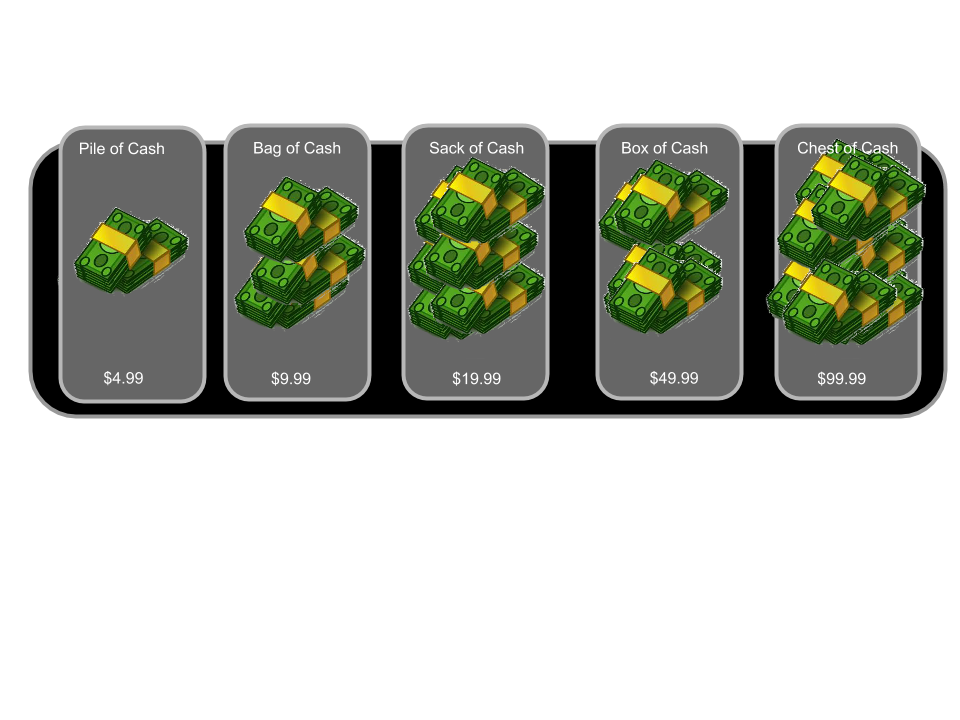 Pile of Cash
Bag of Cash
Sack of Cash
Box of Cash
Chest of Cash
$4.99
$9.99
$19.99
$49.99
$99.99